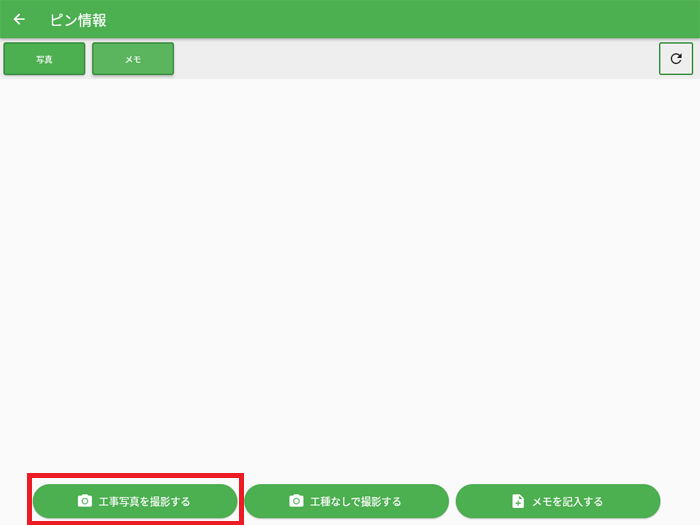 ピン情報
写真
メモ
工事写真を撮影する
工種なしで撮影する
メモを記入する